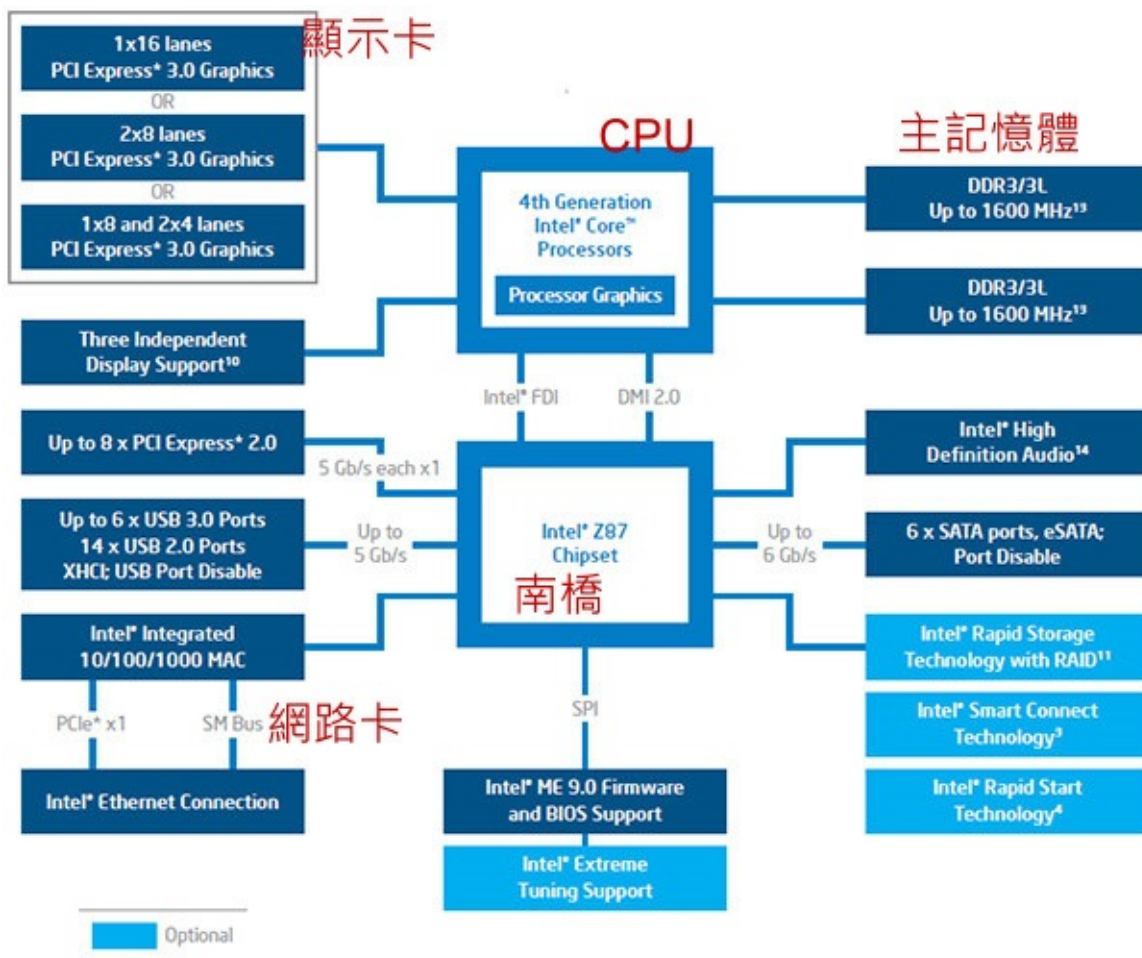 顯示卡
1x16 lanes
PCI Express* 3.0 Graphics
OR
2x8 lanes
PCI Express* 3.0 Graphics
OR
1x8 and 2x4 lanes
PCI Express* 3.0 Graphics
CPU
4th Generation
Intel® Core™
Processors
Processor Graphics
主記憶體
DDR3/3L
Up to 1600 MHz¹³
DDR3/3L
Up to 1600 MHz¹³
Three Independent
Display Support¹⁰
Intel® FDI
DMI 2.0
Up to 8 x PCI Express* 2.0
5 Gb/s each x1
Intel® High
Definition Audio¹⁴
Up to 6 x USB 3.0 Ports
14 x USB 2.0 Ports
XHCI; USB Port Disable
Up to
5 Gb/s
Intel® Z87
Chipset
南橋
Up to
6 Gb/s
6 x SATA ports, eSATA;
Port Disable
Intel® Integrated
10/100/1000 MAC
Intel® Rapid Storage
Technology with RAID¹¹
PCIe* x1
SM Bus
網路卡
SPI
Intel® Smart Connect
Technology³
Intel® Ethernet Connection
Intel® ME 9.0 Firmware
and BIOS Support
Intel® Rapid Start
Technology⁴
Intel® Extreme
Tuning Support
Optional